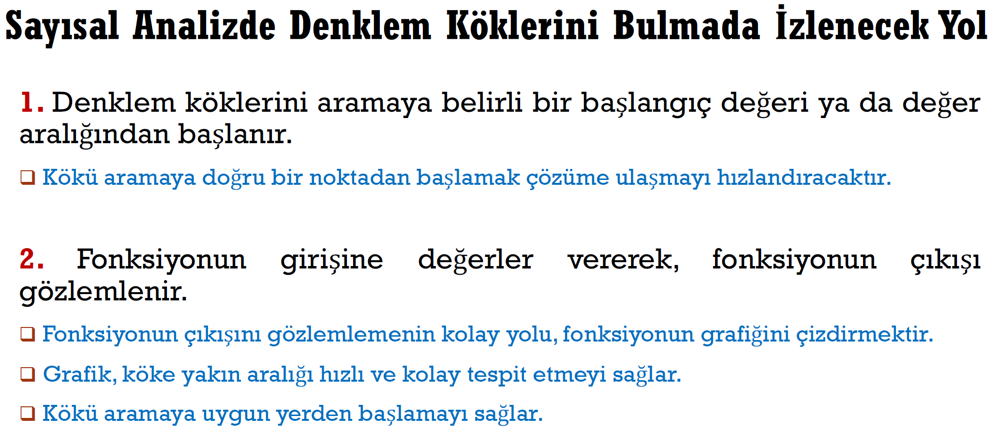 Sayısal Analizde Denklem Köklerini Bulmada İzlenecek Yol
1. Denklem köklerini aramaya belirli bir başlangıç değeri ya da değer
aralığından başlanır.
❑ Kökü aramaya doğru bir noktadan başlamak çözüme ulaşmayı hızlandıracaktır.
2. Fonksiyonun girişine değerler vererek, fonksiyonun çıkışı
gözlemlenir.
❑ Fonksiyonun çıkışını gözlemlemenin kolay yolu, fonksiyonun grafiğini çizdirmektir.
❑ Grafik, köke yakın aralığı hızlı ve kolay tespit etmeyi sağlar.
❑ Kökü aramaya uygun yerden başlamayı sağlar.